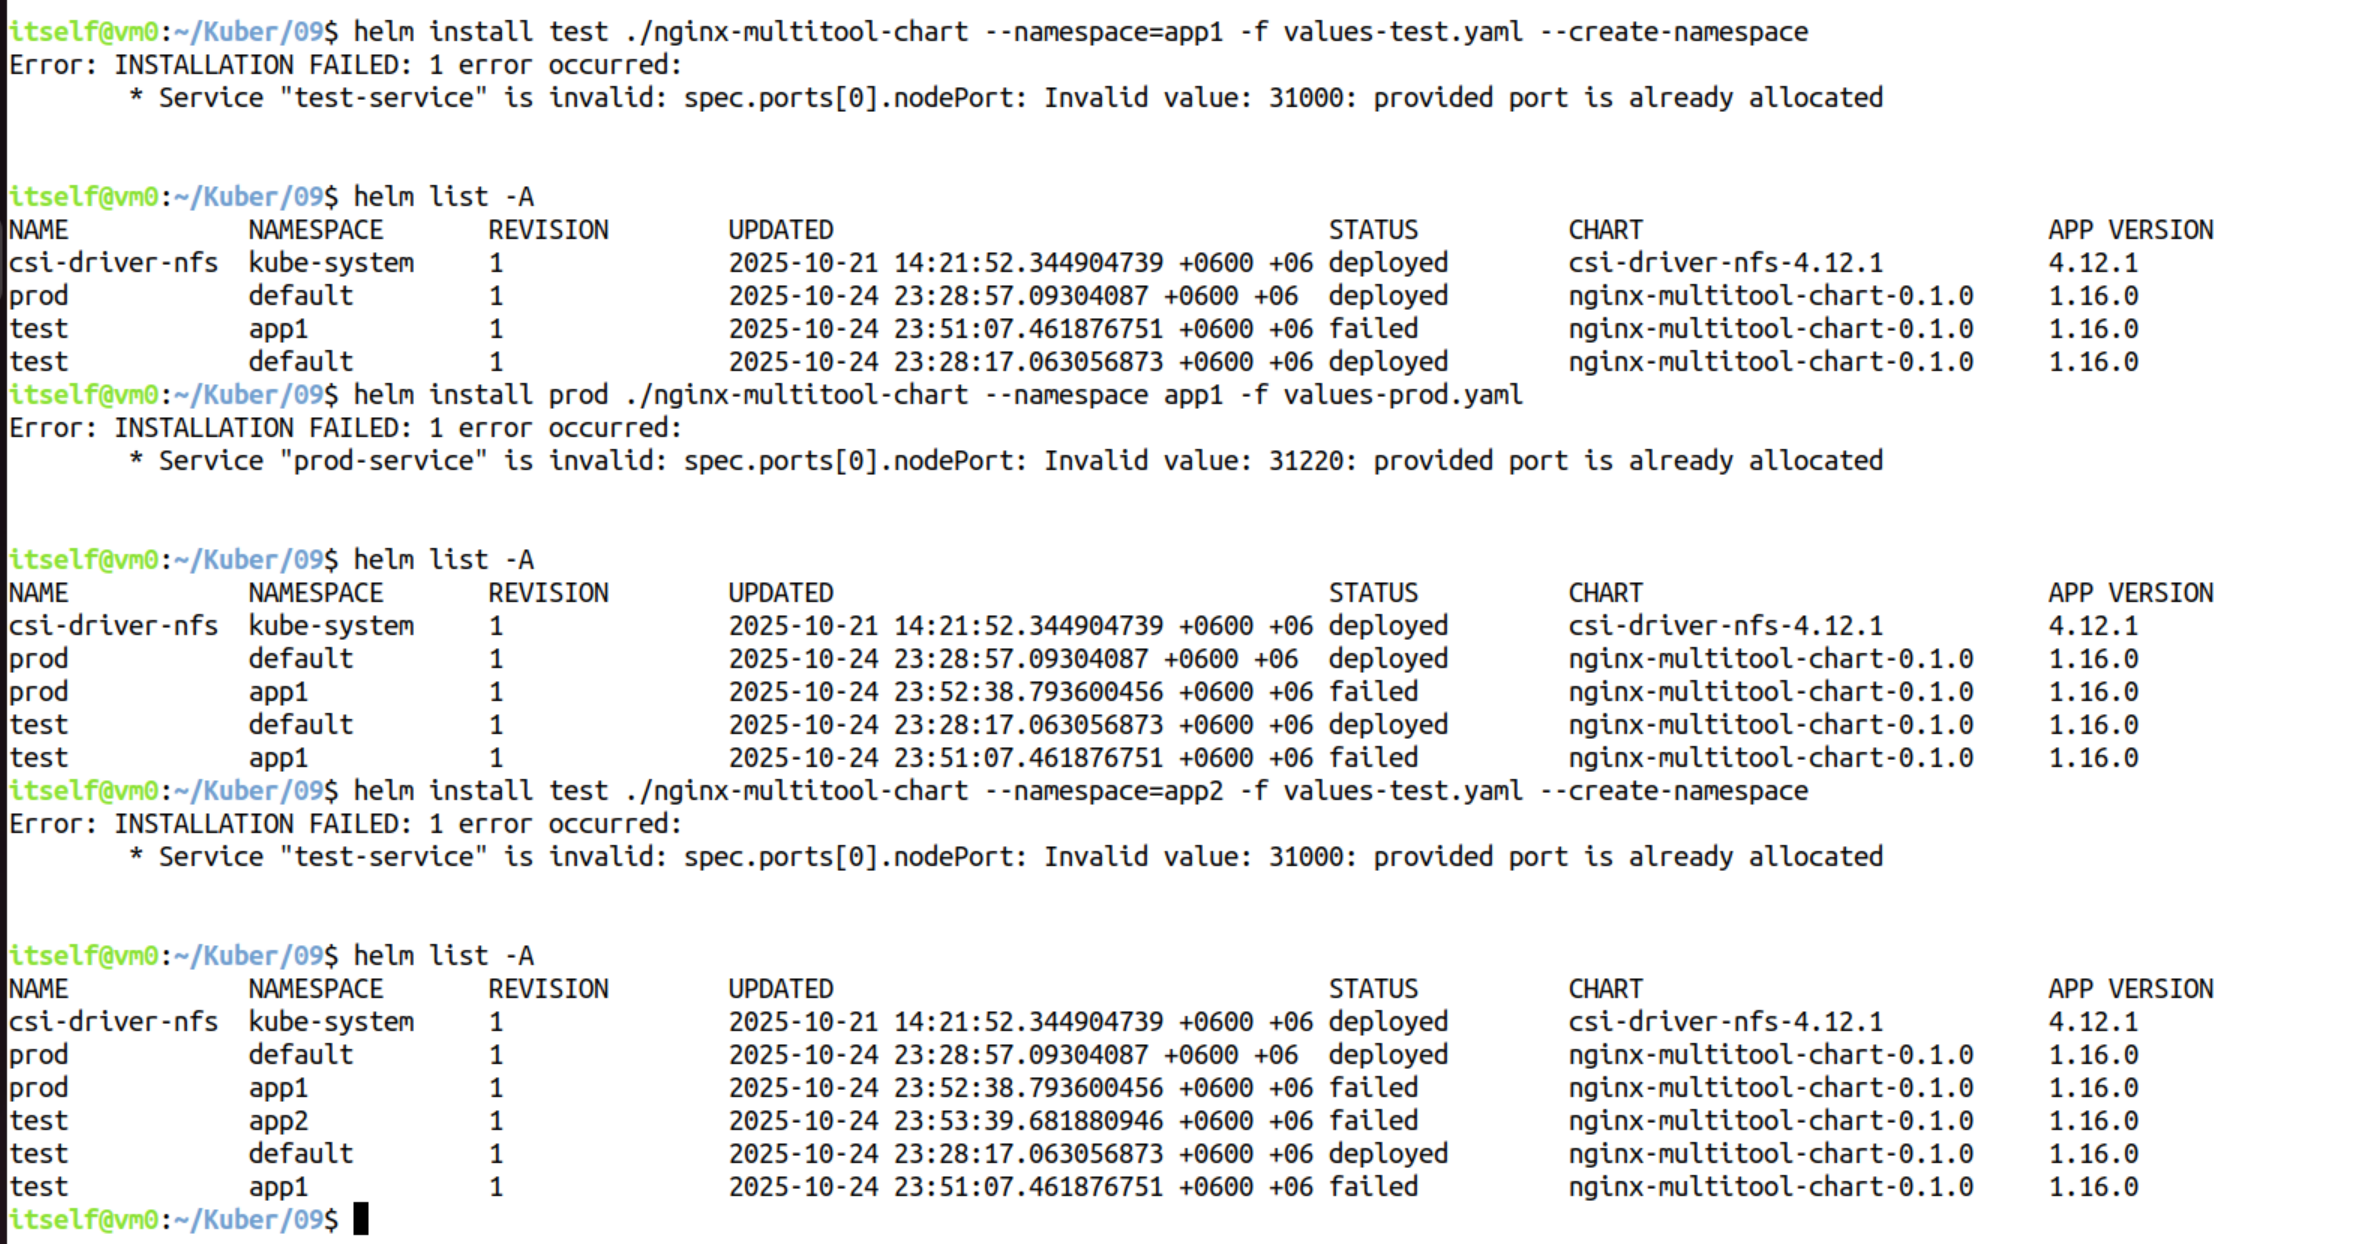 itself@vm0:~/Kuber/09$ helm install test ./nginx-multitool-chart --namespace=app1 -f values-test.yaml --create-namespace
Error: INSTALLATION FAILED: 1 error occurred:
        * Service "test-service" is invalid: spec.ports[0].nodePort: Invalid value: 31000: provided port is already allocated
itself@vm0:~/Kuber/09$ helm list -A
NAME            NAMESPACE       REVISION        UPDATED                                 STATUS          CHART                           APP VERSION
csi-driver-nfs  kube-system     1               2025-10-21 14:21:52.344904739 +0600 +06 deployed        csi-driver-nfs-4.12.1           4.12.1
prod            default         1               2025-10-24 23:28:57.09304087 +0600 +06  deployed        nginx-multitool-chart-0.1.0     1.16.0
test            app1            1               2025-10-24 23:51:07.461876751 +0600 +06 failed          nginx-multitool-chart-0.1.0     1.16.0
test            default         1               2025-10-24 23:28:17.063056873 +0600 +06 deployed        nginx-multitool-chart-0.1.0     1.16.0
itself@vm0:~/Kuber/09$ helm install prod ./nginx-multitool-chart --namespace app1 -f values-prod.yaml
Error: INSTALLATION FAILED: 1 error occurred:
        * Service "prod-service" is invalid: spec.ports[0].nodePort: Invalid value: 31220: provided port is already allocated
itself@vm0:~/Kuber/09$ helm list -A
NAME            NAMESPACE       REVISION        UPDATED                                 STATUS          CHART                           APP VERSION
csi-driver-nfs  kube-system     1               2025-10-21 14:21:52.344904739 +0600 +06 deployed        csi-driver-nfs-4.12.1           4.12.1
prod            default         1               2025-10-24 23:28:57.09304087 +0600 +06  deployed        nginx-multitool-chart-0.1.0     1.16.0
prod            app1            1               2025-10-24 23:52:38.793600456 +0600 +06 failed          nginx-multitool-chart-0.1.0     1.16.0
test            default         1               2025-10-24 23:28:17.063056873 +0600 +06 deployed        nginx-multitool-chart-0.1.0     1.16.0
test            app1            1               2025-10-24 23:51:07.461876751 +0600 +06 failed          nginx-multitool-chart-0.1.0     1.16.0
itself@vm0:~/Kuber/09$ helm install test ./nginx-multitool-chart --namespace=app2 -f values-test.yaml --create-namespace
Error: INSTALLATION FAILED: 1 error occurred:
        * Service "test-service" is invalid: spec.ports[0].nodePort: Invalid value: 31000: provided port is already allocated
itself@vm0:~/Kuber/09$ helm list -A
NAME            NAMESPACE       REVISION        UPDATED                                 STATUS          CHART                           APP VERSION
csi-driver-nfs  kube-system     1               2025-10-21 14:21:52.344904739 +0600 +06 deployed        csi-driver-nfs-4.12.1           4.12.1
prod            default         1               2025-10-24 23:28:57.09304087 +0600 +06  deployed        nginx-multitool-chart-0.1.0     1.16.0
prod            app1            1               2025-10-24 23:52:38.793600456 +0600 +06 failed          nginx-multitool-chart-0.1.0     1.16.0
test            app2            1               2025-10-24 23:53:39.681880946 +0600 +06 failed          nginx-multitool-chart-0.1.0     1.16.0
test            default         1               2025-10-24 23:28:17.063056873 +0600 +06 deployed        nginx-multitool-chart-0.1.0     1.16.0
test            app1            1               2025-10-24 23:51:07.461876751 +0600 +06 failed          nginx-multitool-chart-0.1.0     1.16.0
itself@vm0:~/Kuber/09$